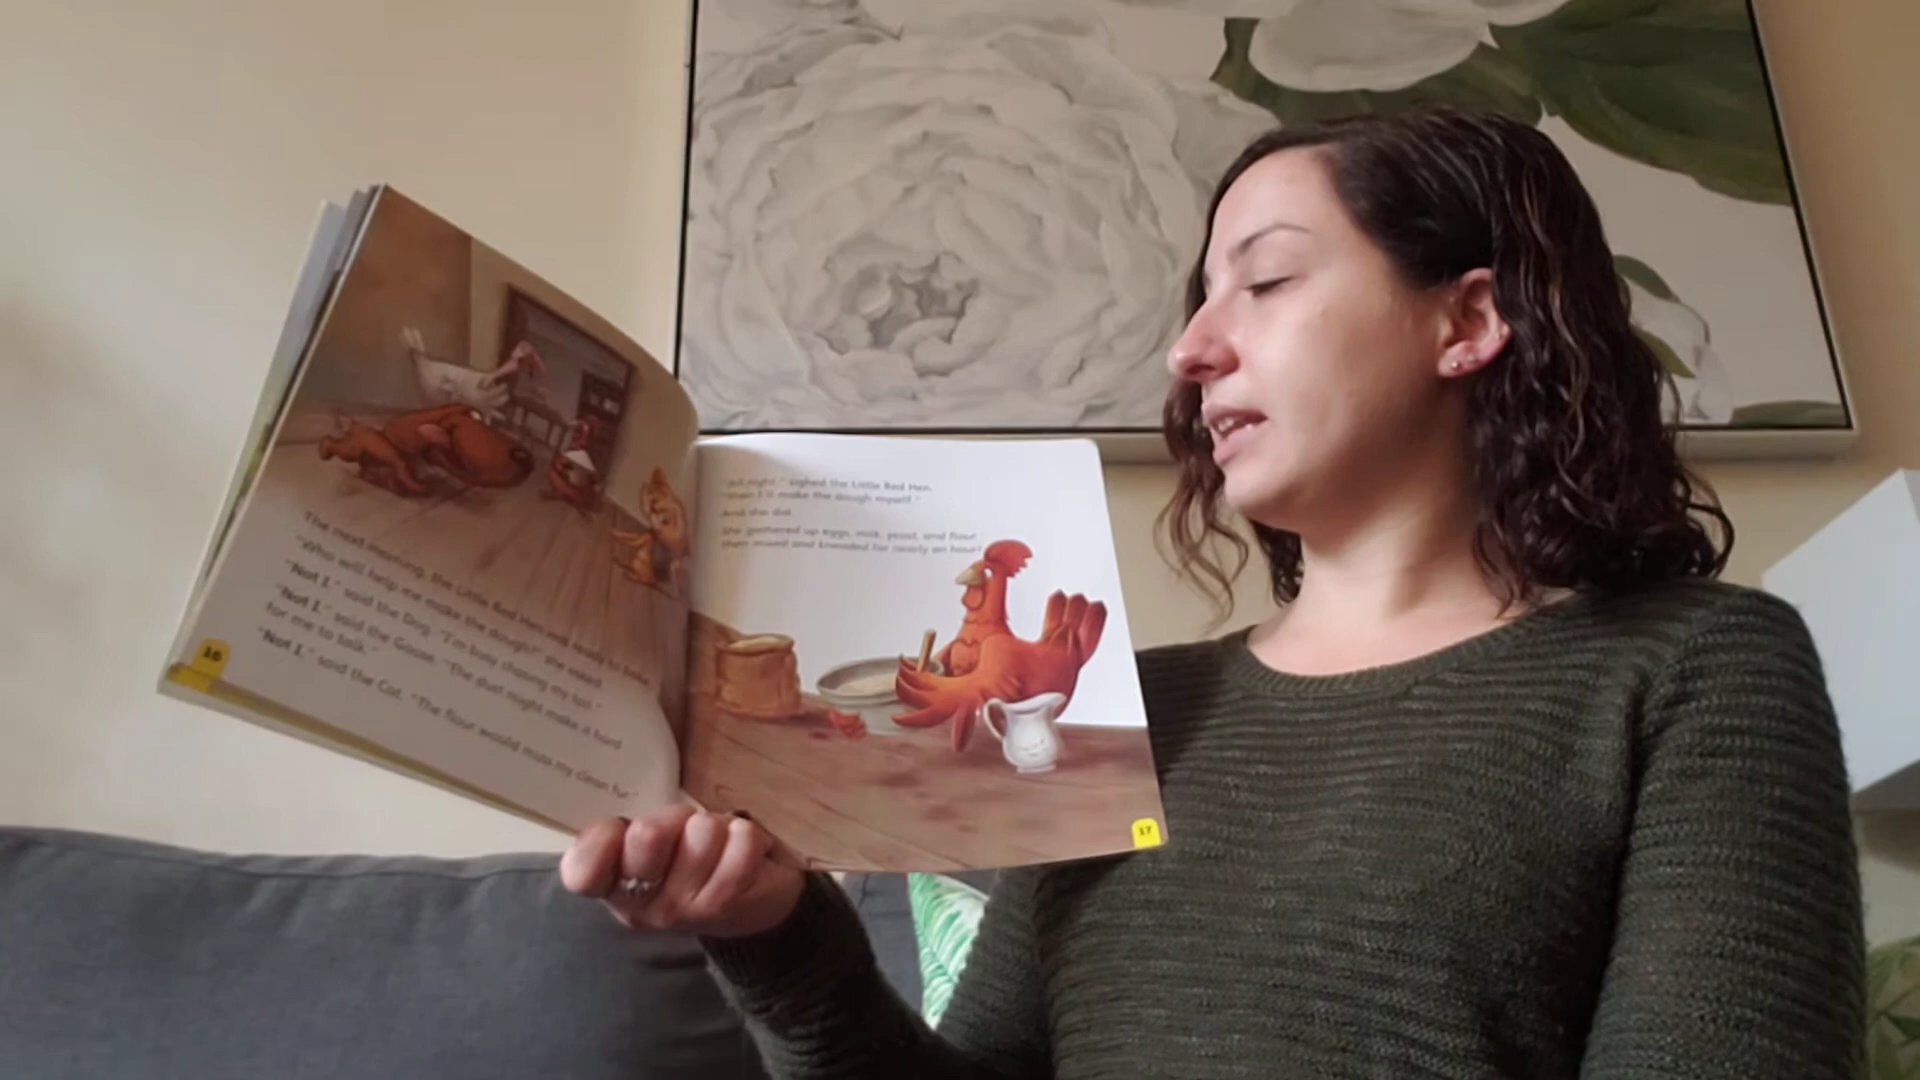 The next morning, the Little Red Hen was ready to bake.
"Who will help me make the dough?" she asked.
"Not I," said the Dog. "I'm busy chasing my tail."
"Not I," said the Goose. "The dust might make it hard
for me to talk."
"Not I," said the Cat. "The flour would muss my clean fur."
16
"All right," sighed the Little Red Hen.
"Then I'll make the dough myself."
And she did.
She gathered up eggs, milk, yeast, and flour
then mixed and kneaded for nearly an hour!
17